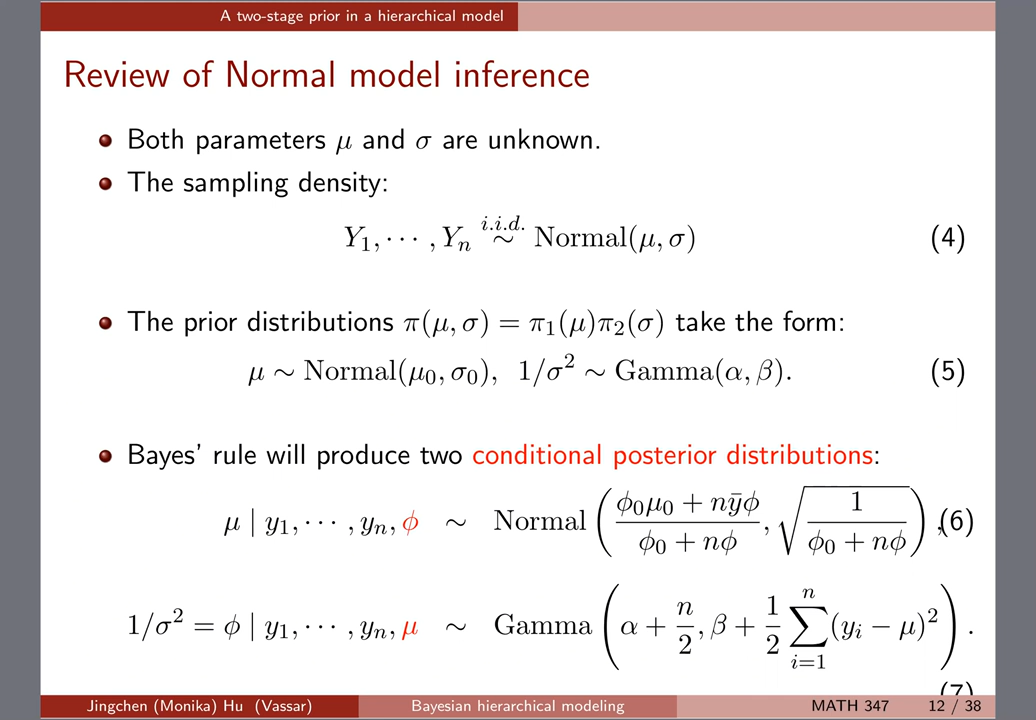 A two-stage prior in a hierarchical model
Review of Normal model inference
Both parameters μ and σ are unknown.
The sampling density:
Y₁, ⋯ , Yₙ i.i.d. ∼ Normal(μ, σ) (4)
The prior distributions π(μ, σ) = π₁(μ)π₂(σ) take the form:
μ ∼ Normal(μ₀, σ₀), 1/σ² ∼ Gamma(α, β). (5)
Bayes’ rule will produce two conditional posterior distributions:
μ | y₁, ⋯ , yₙ, ϕ ∼ Normal ( (ϕ₀μ₀ + nȳϕ)/(ϕ₀ + nϕ), √(1/(ϕ₀ + nϕ)) ), (6)
1/σ² = ϕ | y₁, ⋯ , yₙ, μ ∼ Gamma ( α + n/2, β + 1/2 ∑ᵢ₌₁ⁿ (yᵢ − μ)² ).
(7)
Jingchen (Monika) Hu (Vassar) Bayesian hierarchical modeling MATH 347 12 / 38